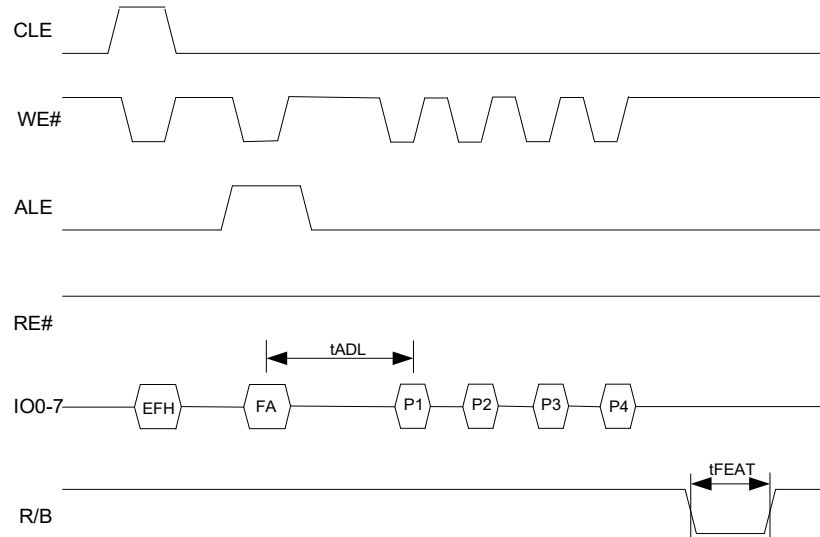 CLE
WE#
ALE
RE#
tADL
IO0-7 EFH FA P1 P2 P3 P4
tFEAT
R/B